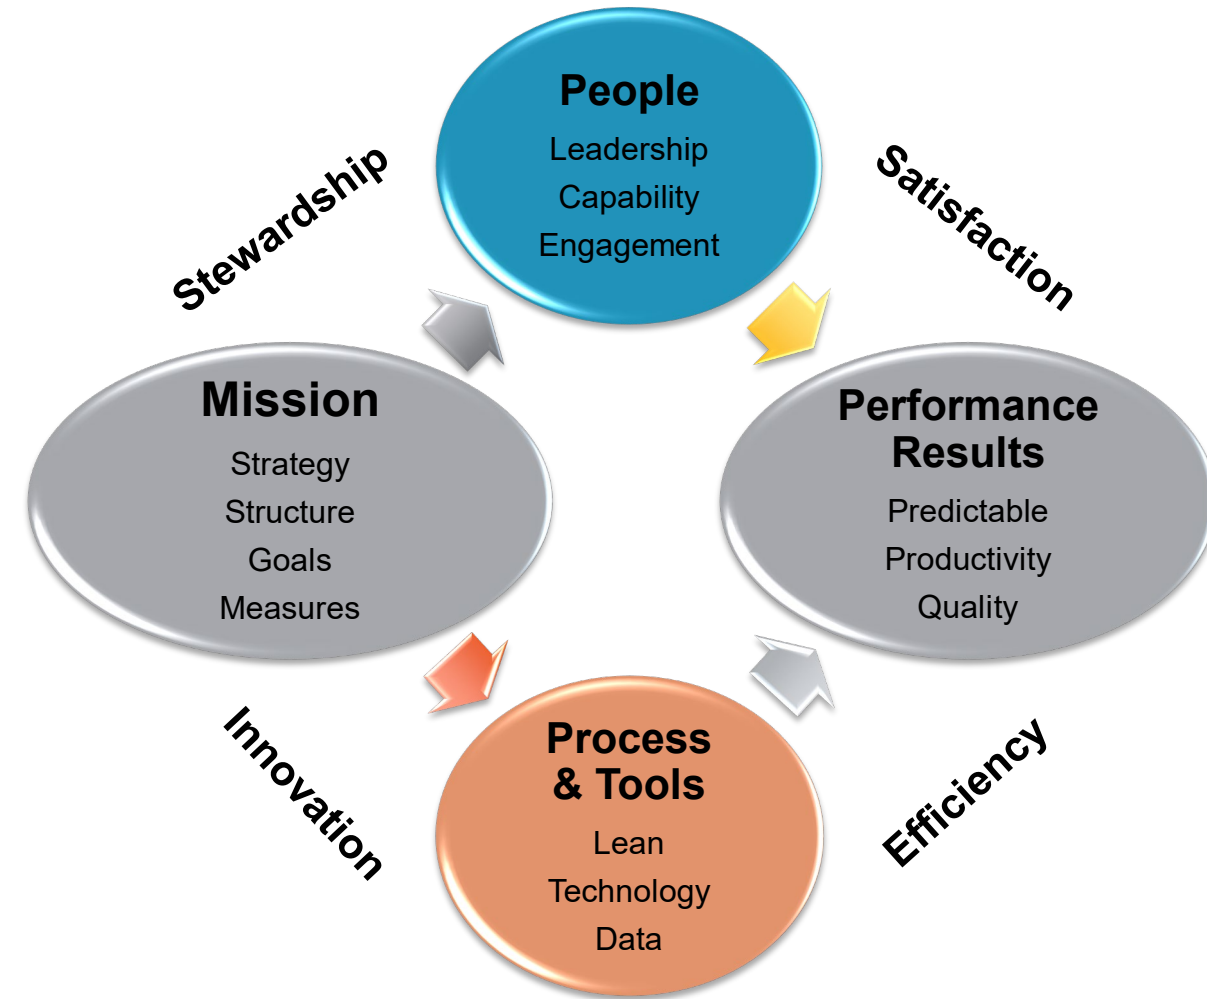 People
Leadership
Capability
Engagement
Stewardship
Satisfaction
Mission
Strategy
Structure
Goals
Measures
Performance
Results
Predictable
Productivity
Quality
Innovation
Efficiency
Process
& Tools
Lean
Technology
Data